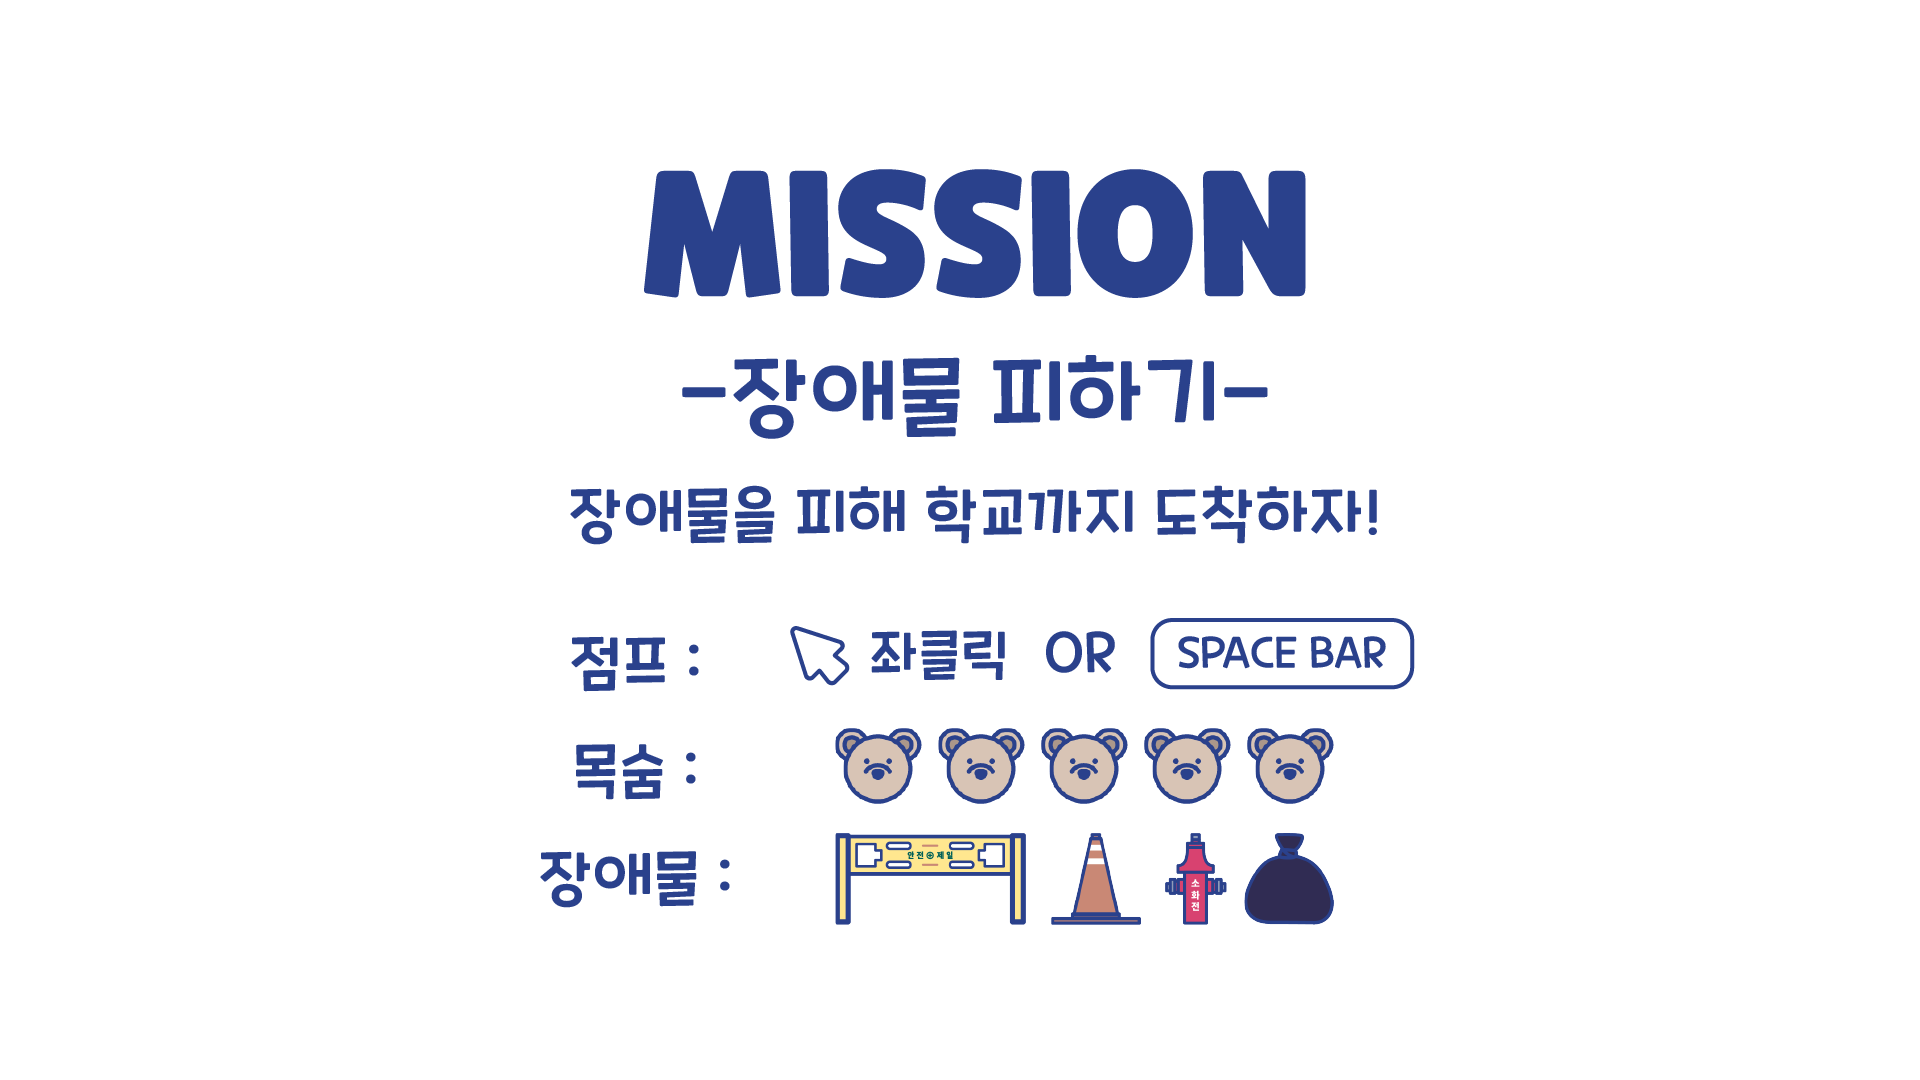 MISSION
-장애물 피하기-
장애물을 피해 학교까지 도착하자!
점프 : 좌클릭 OR SPACE BAR
목숨 :
장애물 : 안전 제일 소화전